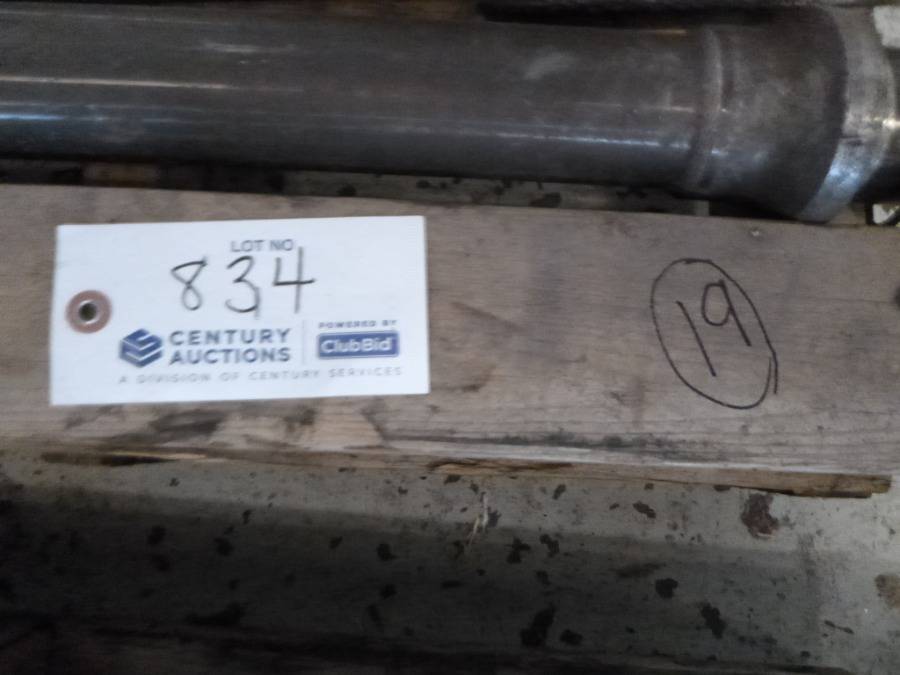 LOT NO
834
CENTURY
AUCTIONS
POWERED BY
ClubBid
A DIVISION OF CENTURY SERVICES
19